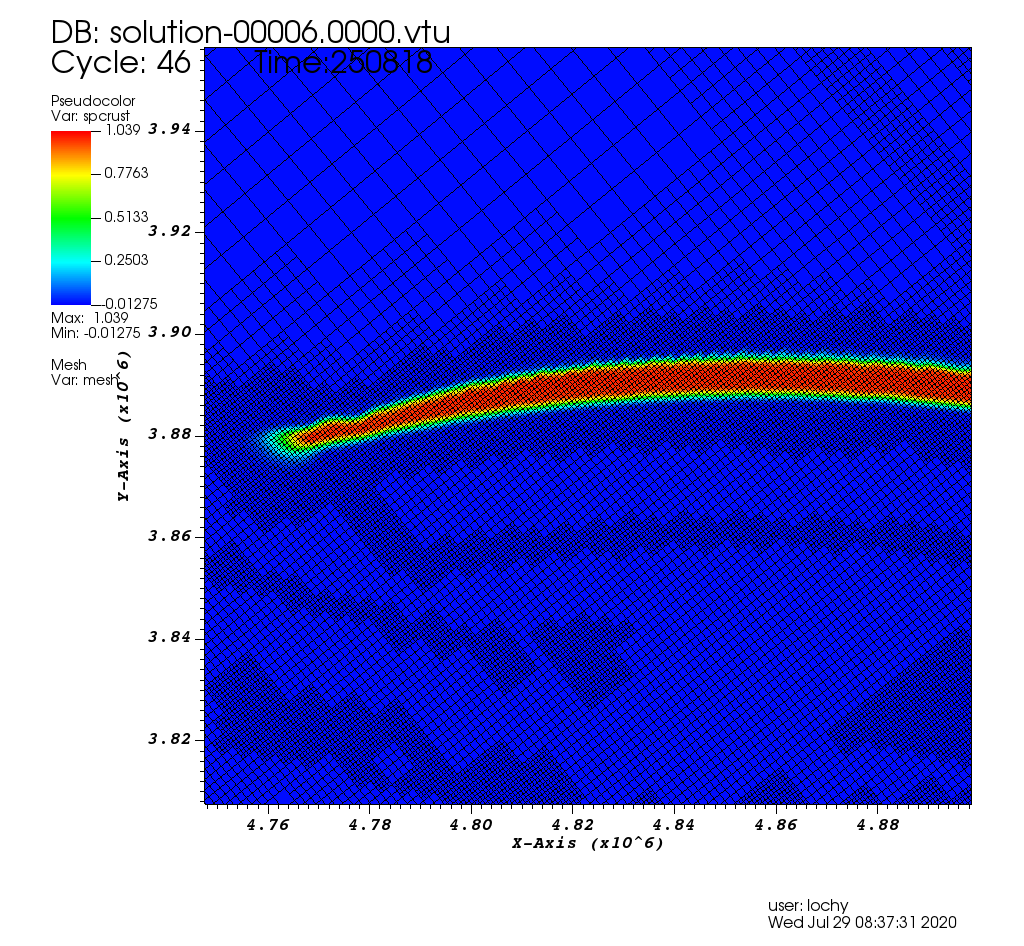 DB: solution-00006.0000.vtu
Cycle: 46 Time:250818
Pseudocolor
Var: spcrust
1.039
0.7763
0.5133
0.2503
-0.01275
Max: 1.039
Min: -0.01275
Mesh
Var: mesh
3.94
3.92
3.90
3.88
3.86
3.84
3.82
Y-Axis (x10^6)
4.76 4.78 4.80 4.82 4.84 4.86 4.88
X-Axis (x10^6)
user: lochy
Wed Jul 29 08:37:31 2020